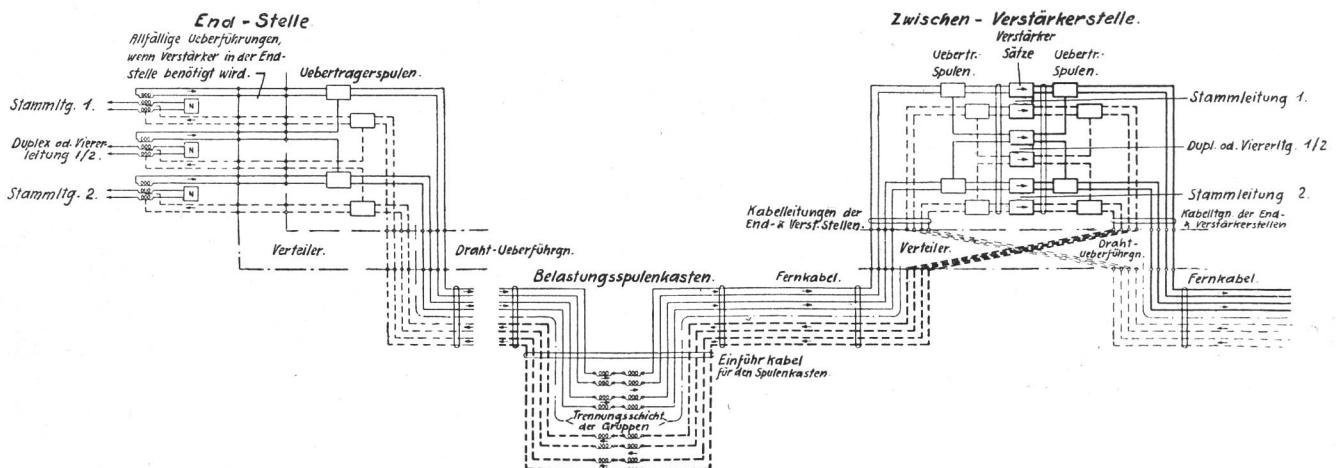 End - Stelle
Allfällige Ueberführungen,
wenn Verstärker in der End-
stelle benötigt wird.
Uebertragerspulen.
Stammltg. 1.
N
Duplex od. Vierer-
leitung 1/2.
N
Stammltg. 2.
N
Verteiler.
Draht-Ueberführgn.
Belastungsspulenkasten.
Fernkabel.
Einführkabel
für den Spulenkasten
Trennungsschicht
der Gruppen
Zwischen - Verstärkerstelle.
Uebertr.-
Spulen.
Verstärker
Sätze
Uebertr.-
Spulen.
Stammleitung 1.
Dupl. od. Viererltg. 1/2
Stammleitung 2.
Kabelleitungen der
End- & Verst. Stellen.
Kabelltgn. der End-
& Verstärkerstellen
Verteiler.
Draht-
ueberführgn.
Fernkabel.